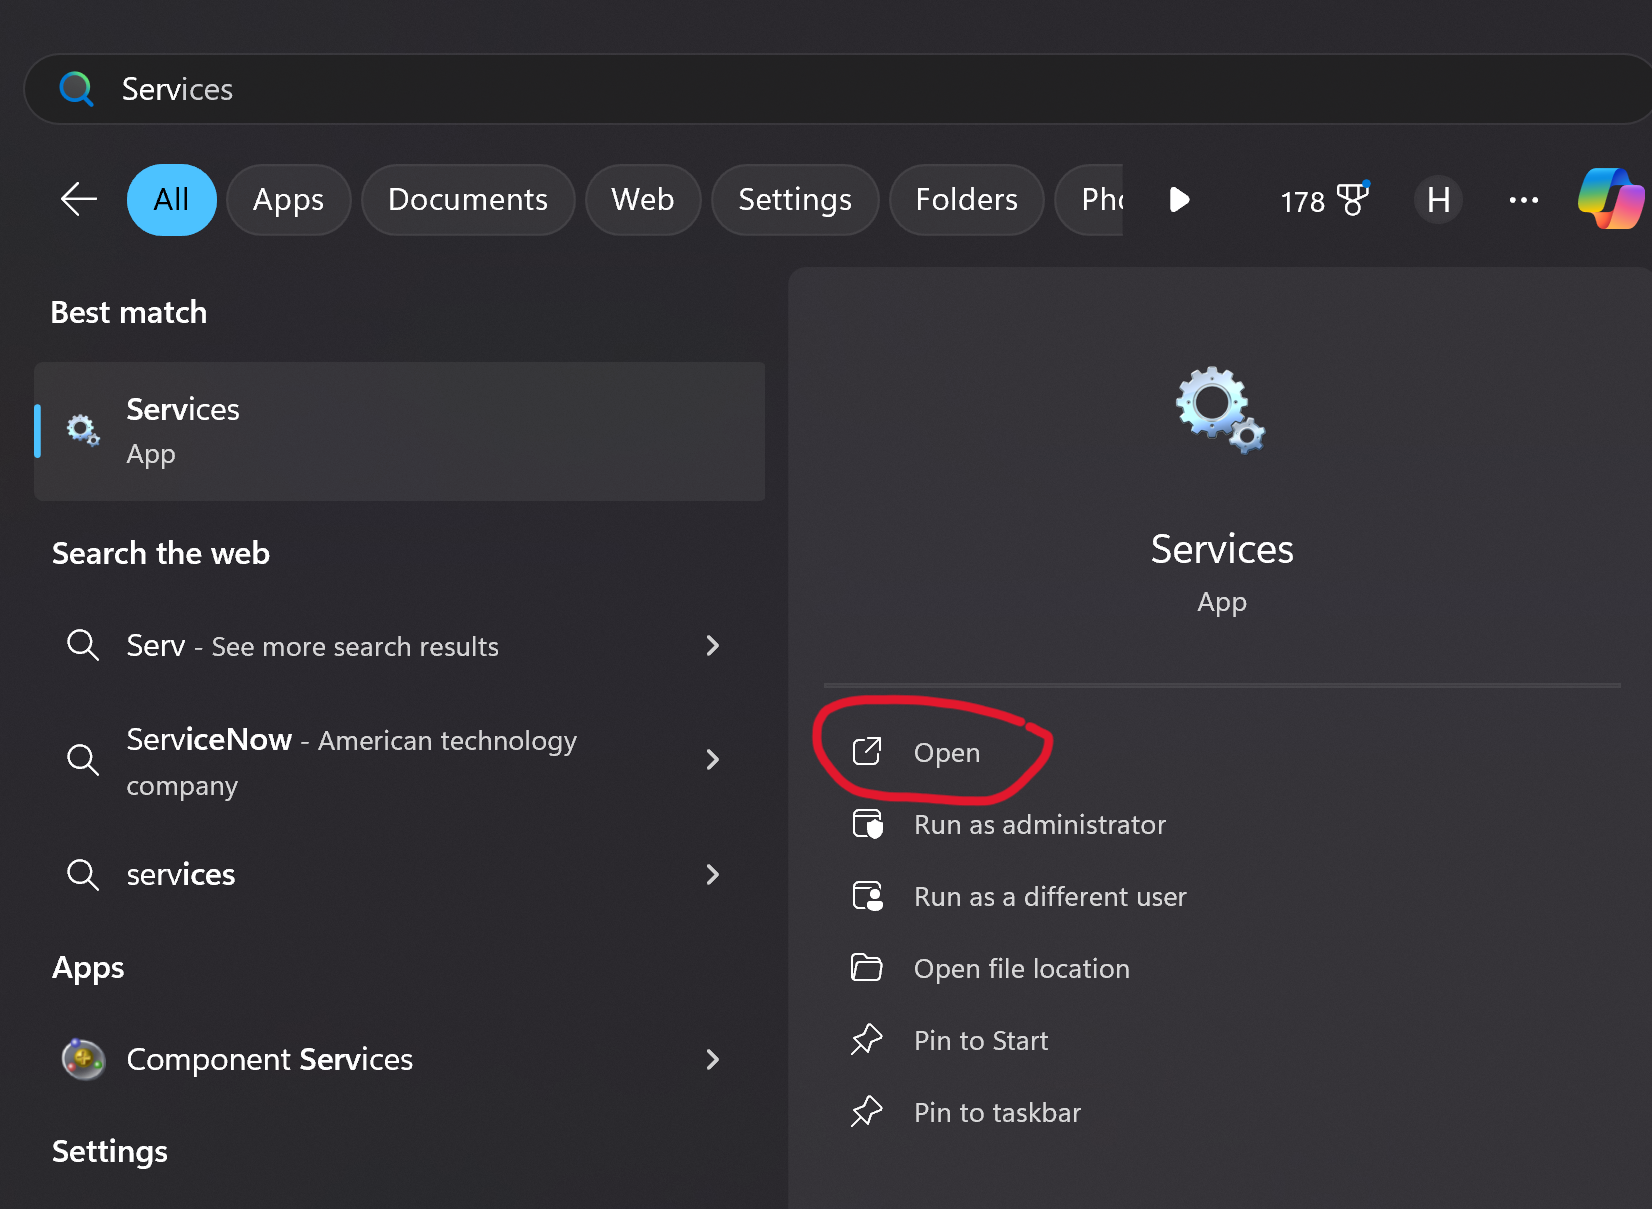 Services
All
Apps
Documents
Web
Settings
Folders
Pho
178
H
Best match
Services
App
Search the web
Serv - See more search results
ServiceNow - American technology
company
services
Apps
Component Services
Settings
Services
App
Open
Run as administrator
Run as a different user
Open file location
Pin to Start
Pin to taskbar